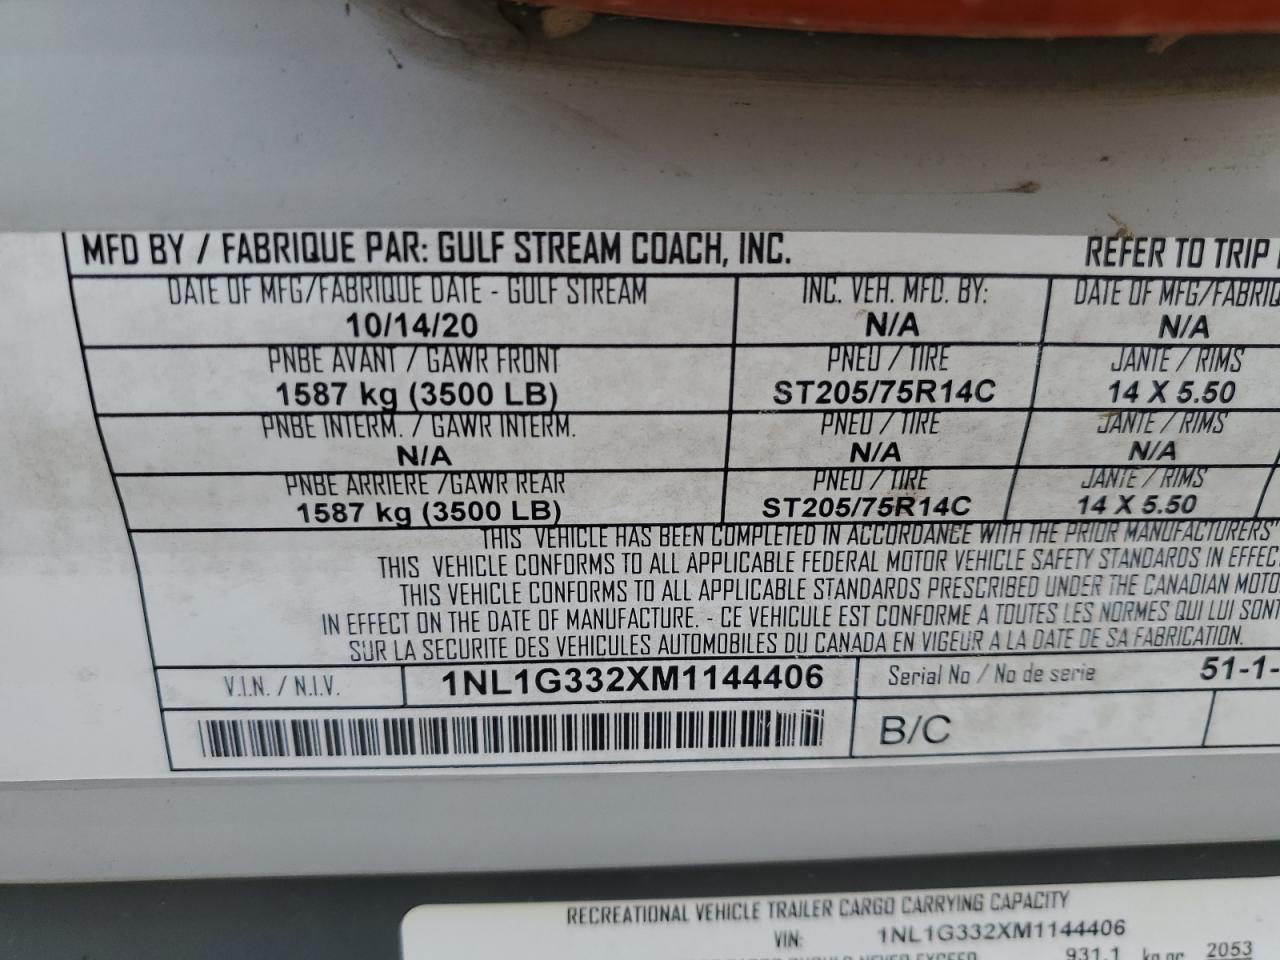 MFD BY / FABRIQUE PAR: GULF STREAM COACH, INC. REFER TO TRIP
DATE OF MFG/FABRIQUE DATE - GULF STREAM INC. VEH. MFD. BY: DATE OF MFG/FABRIQ
10/14/20 N/A N/A
PNBE AVANT / GAWR FRONT PNEU / TIRE JANTE / RIMS
1587 kg (3500 LB) ST205/75R14C 14 X 5.50
PNBE INTERM. / GAWR INTERM. PNEU / TIRE JANTE / RIMS
N/A N/A N/A
PNBE ARRIERE /GAWR REAR PNEU / TIRE JANTE / RIMS
1587 kg (3500 LB) ST205/75R14C 14 X 5.50
THIS VEHICLE HAS BEEN COMPLETED IN ACCORDANCE WITH THE PRIOR MANUFACTURERS'
THIS VEHICLE CONFORMS TO ALL APPLICABLE FEDERAL MOTOR VEHICLE SAFETY STANDARDS IN EFFEC
THIS VEHICLE CONFORMS TO ALL APPLICABLE STANDARDS PRESCRIBED UNDER THE CANADIAN MOTO
IN EFFECT ON THE DATE OF MANUFACTURE. - CE VEHICULE EST CONFORME A TOUTES LES NORMES QUI LUI SONT
SUR LA SECURITE DES VEHICULES AUTOMOBILES DU CANADA EN VIGEUR A LA DATE DE SA FABRICATION.
V.I.N. / N.I.V. 1NL1G332XM1144406 Serial No / No de serie 51-1-
B/C
RECREATIONAL VEHICLE TRAILER CARGO CARRYING CAPACITY
VIN: 1NL1G332XM1144406
931.1 kg or 2053